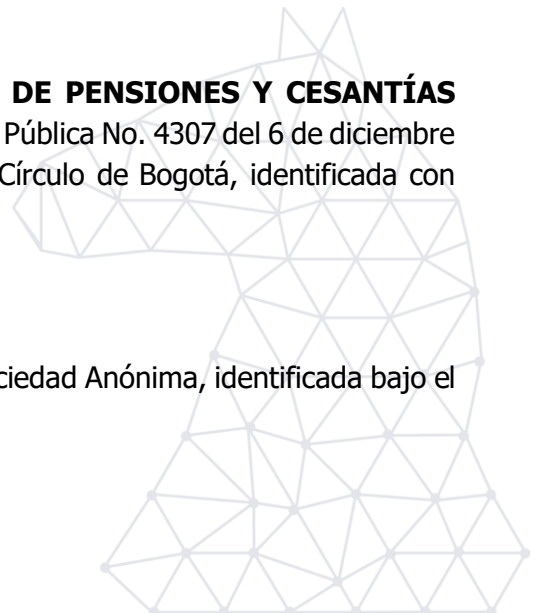 DE PENSIONES Y CESANTÍAS
Pública No. 4307 del 6 de diciembre
Círculo de Bogotá, identificada con
ciedad Anónima, identificada bajo el